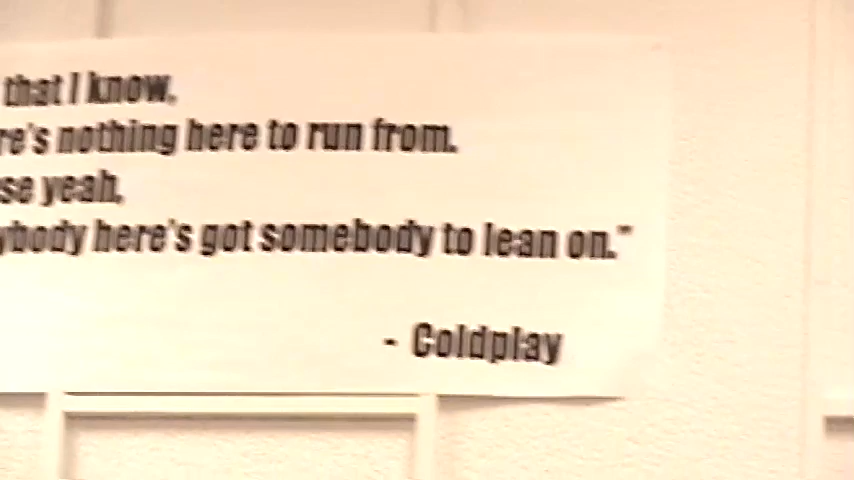 that I know.
re's nothing here to run from.
se yeah,
ybody here's got somebody to lean on."
- Coldplay